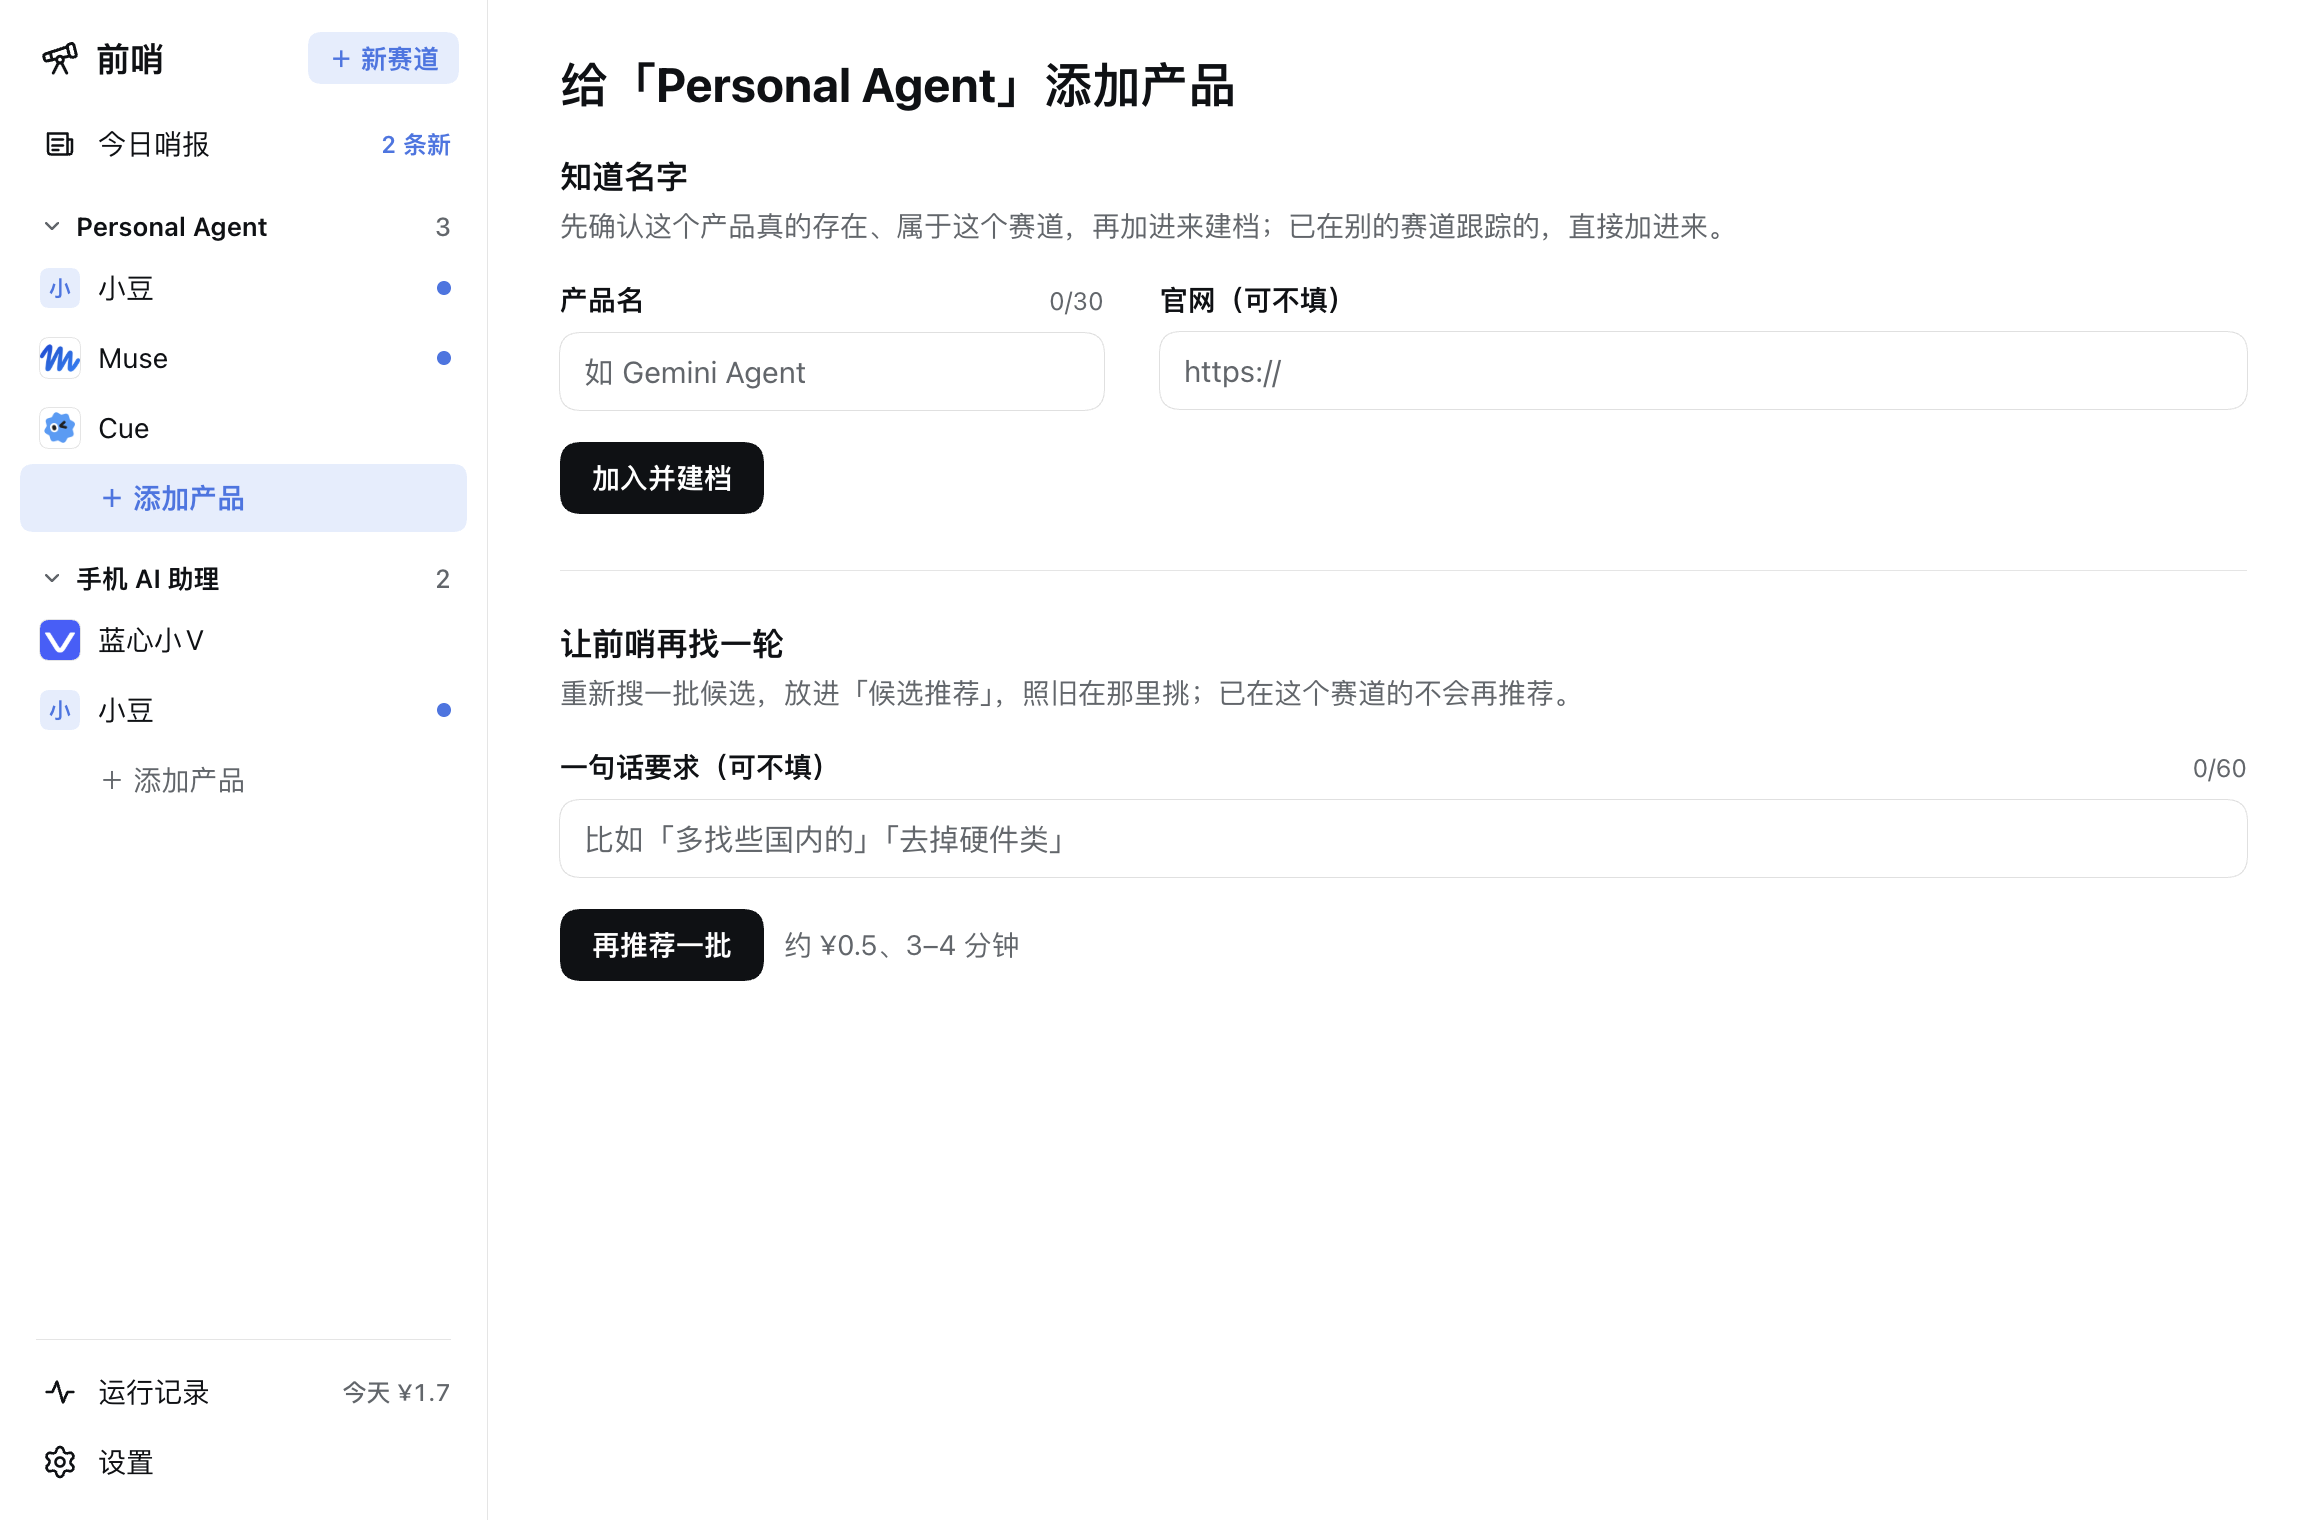 前哨
+ 新赛道
今日哨报
2 条新
Personal Agent
3
小
小豆
Muse
Cue
+ 添加产品
手机 AI 助理
2
蓝心小V
小
小豆
+ 添加产品
运行记录
今天 ¥1.7
设置
给「Personal Agent」添加产品
知道名字
先确认这个产品真的存在、属于这个赛道，再加进来建档；已在别的赛道跟踪的，直接加进来。
产品名
0/30
如 Gemini Agent
官网（可不填）
https://
加入并建档
让前哨再找一轮
重新搜一批候选，放进「候选推荐」，照旧在那里挑；已在这个赛道的不会再推荐。
一句话要求（可不填）
0/60
比如「多找些国内的」「去掉硬件类」
再推荐一批
约 ¥0.5、3–4 分钟